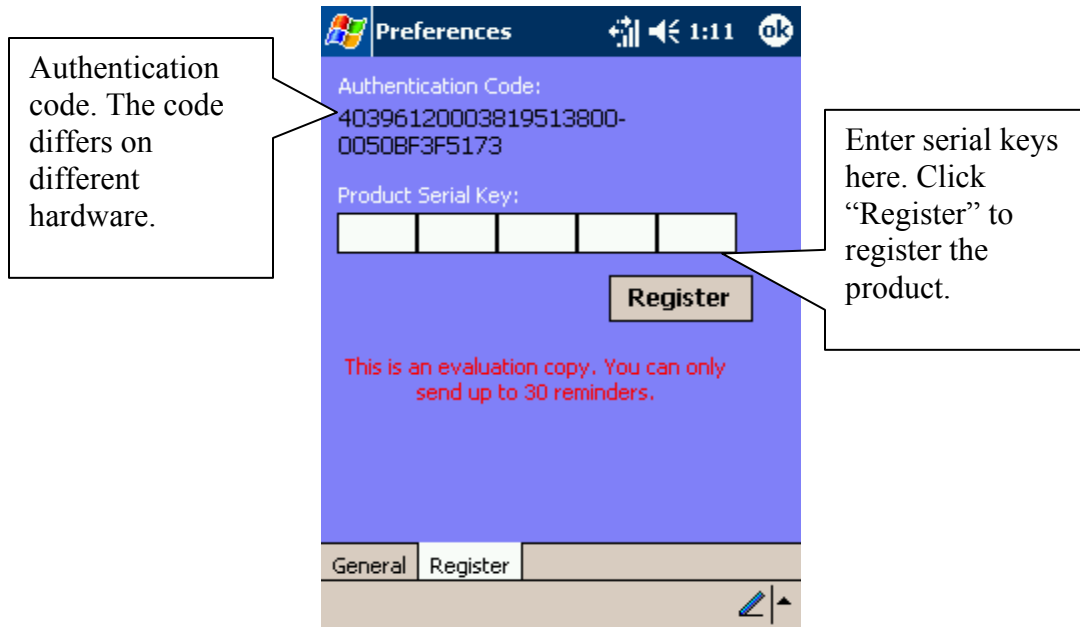 Preferences
1:11
ok
Authentication
code. The code
differs on
different
hardware.
Authentication Code:
40396120003819513800-
0050BF3F5173
Product Serial Key:
Enter serial keys
here. Click
“Register” to
register the
product.
Register
This is an evaluation copy. You can only
send up to 30 reminders.
General
Register